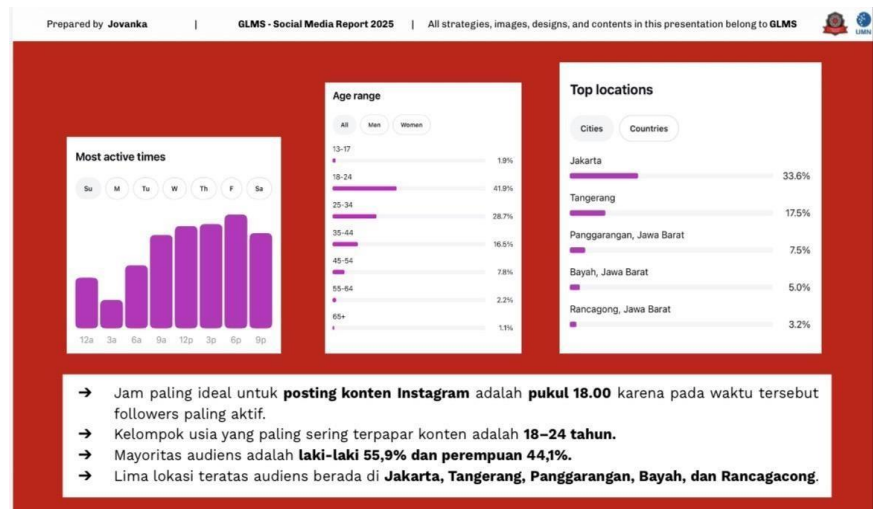 Prepared by Jovanka | GLMS - Social Media Report 2025 | All strategies, images, designs, and contents in this presentation belong to GLMS
UMN
Most active times
Su M Tu W Th F Sa
12a 3a 6a 9a 12p 3p 6p 9p
Age range
All Men Women
13-17
1.9%
18-24
41.9%
25-34
28.7%
35-44
16.5%
45-54
7.8%
55-64
2.2%
65+
1.1%
Top locations
Cities Countries
Jakarta
33.6%
Tangerang
17.5%
Panggarangan, Jawa Barat
7.5%
Bayah, Jawa Barat
5.0%
Rancagong, Jawa Barat
3.2%
➔ Jam paling ideal untuk posting konten Instagram adalah pukul 18.00 karena pada waktu tersebut
followers paling aktif.
➔ Kelompok usia yang paling sering terpapar konten adalah 18–24 tahun.
➔ Mayoritas audiens adalah laki-laki 55,9% dan perempuan 44,1%.
➔ Lima lokasi teratas audiens berada di Jakarta, Tangerang, Panggarangan, Bayah, dan Rancagacong.